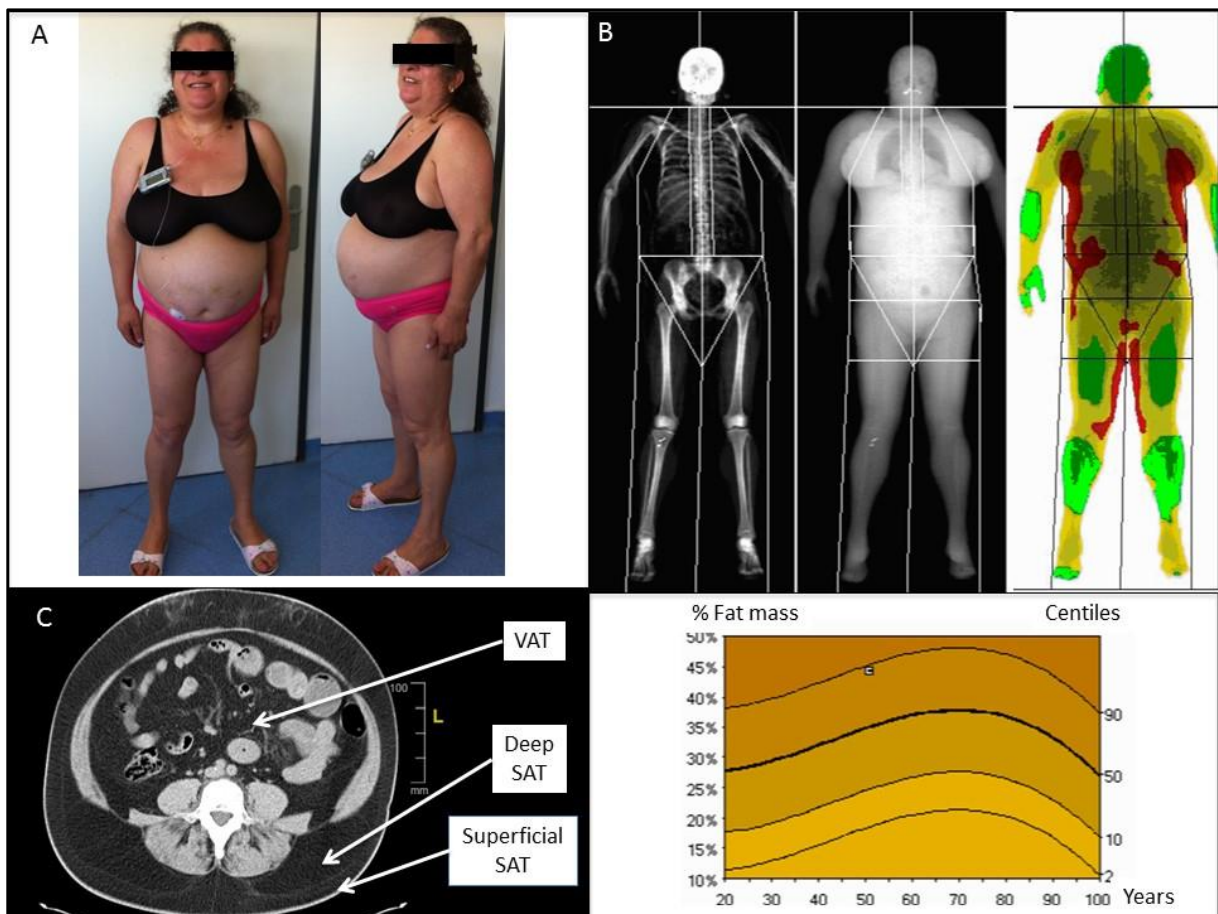 A
B
C
VAT
Deep
SAT
Superficial
SAT
100
L
mm
% Fat mass
Centiles
50%
45%
40%
35%
30%
25%
20%
15%
10%
90
50
10
2
20 30 40 50 60 70 80 90 100
Years